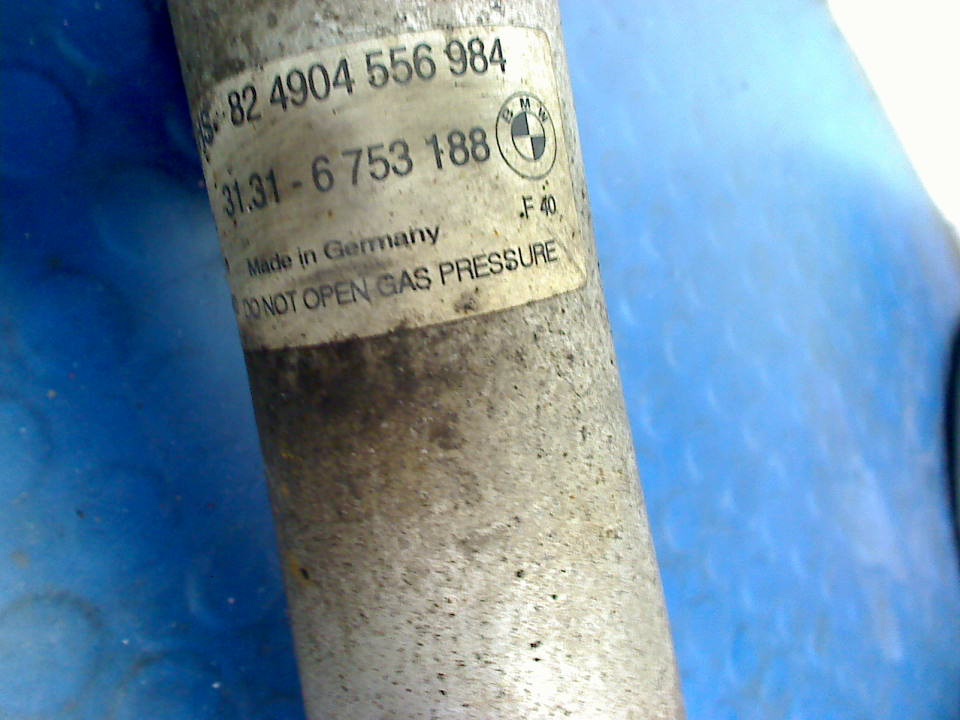 82 4904 556 984
31.31 - 6 753 188
BMW
.F 40
Made in Germany
DO NOT OPEN GAS PRESSURE